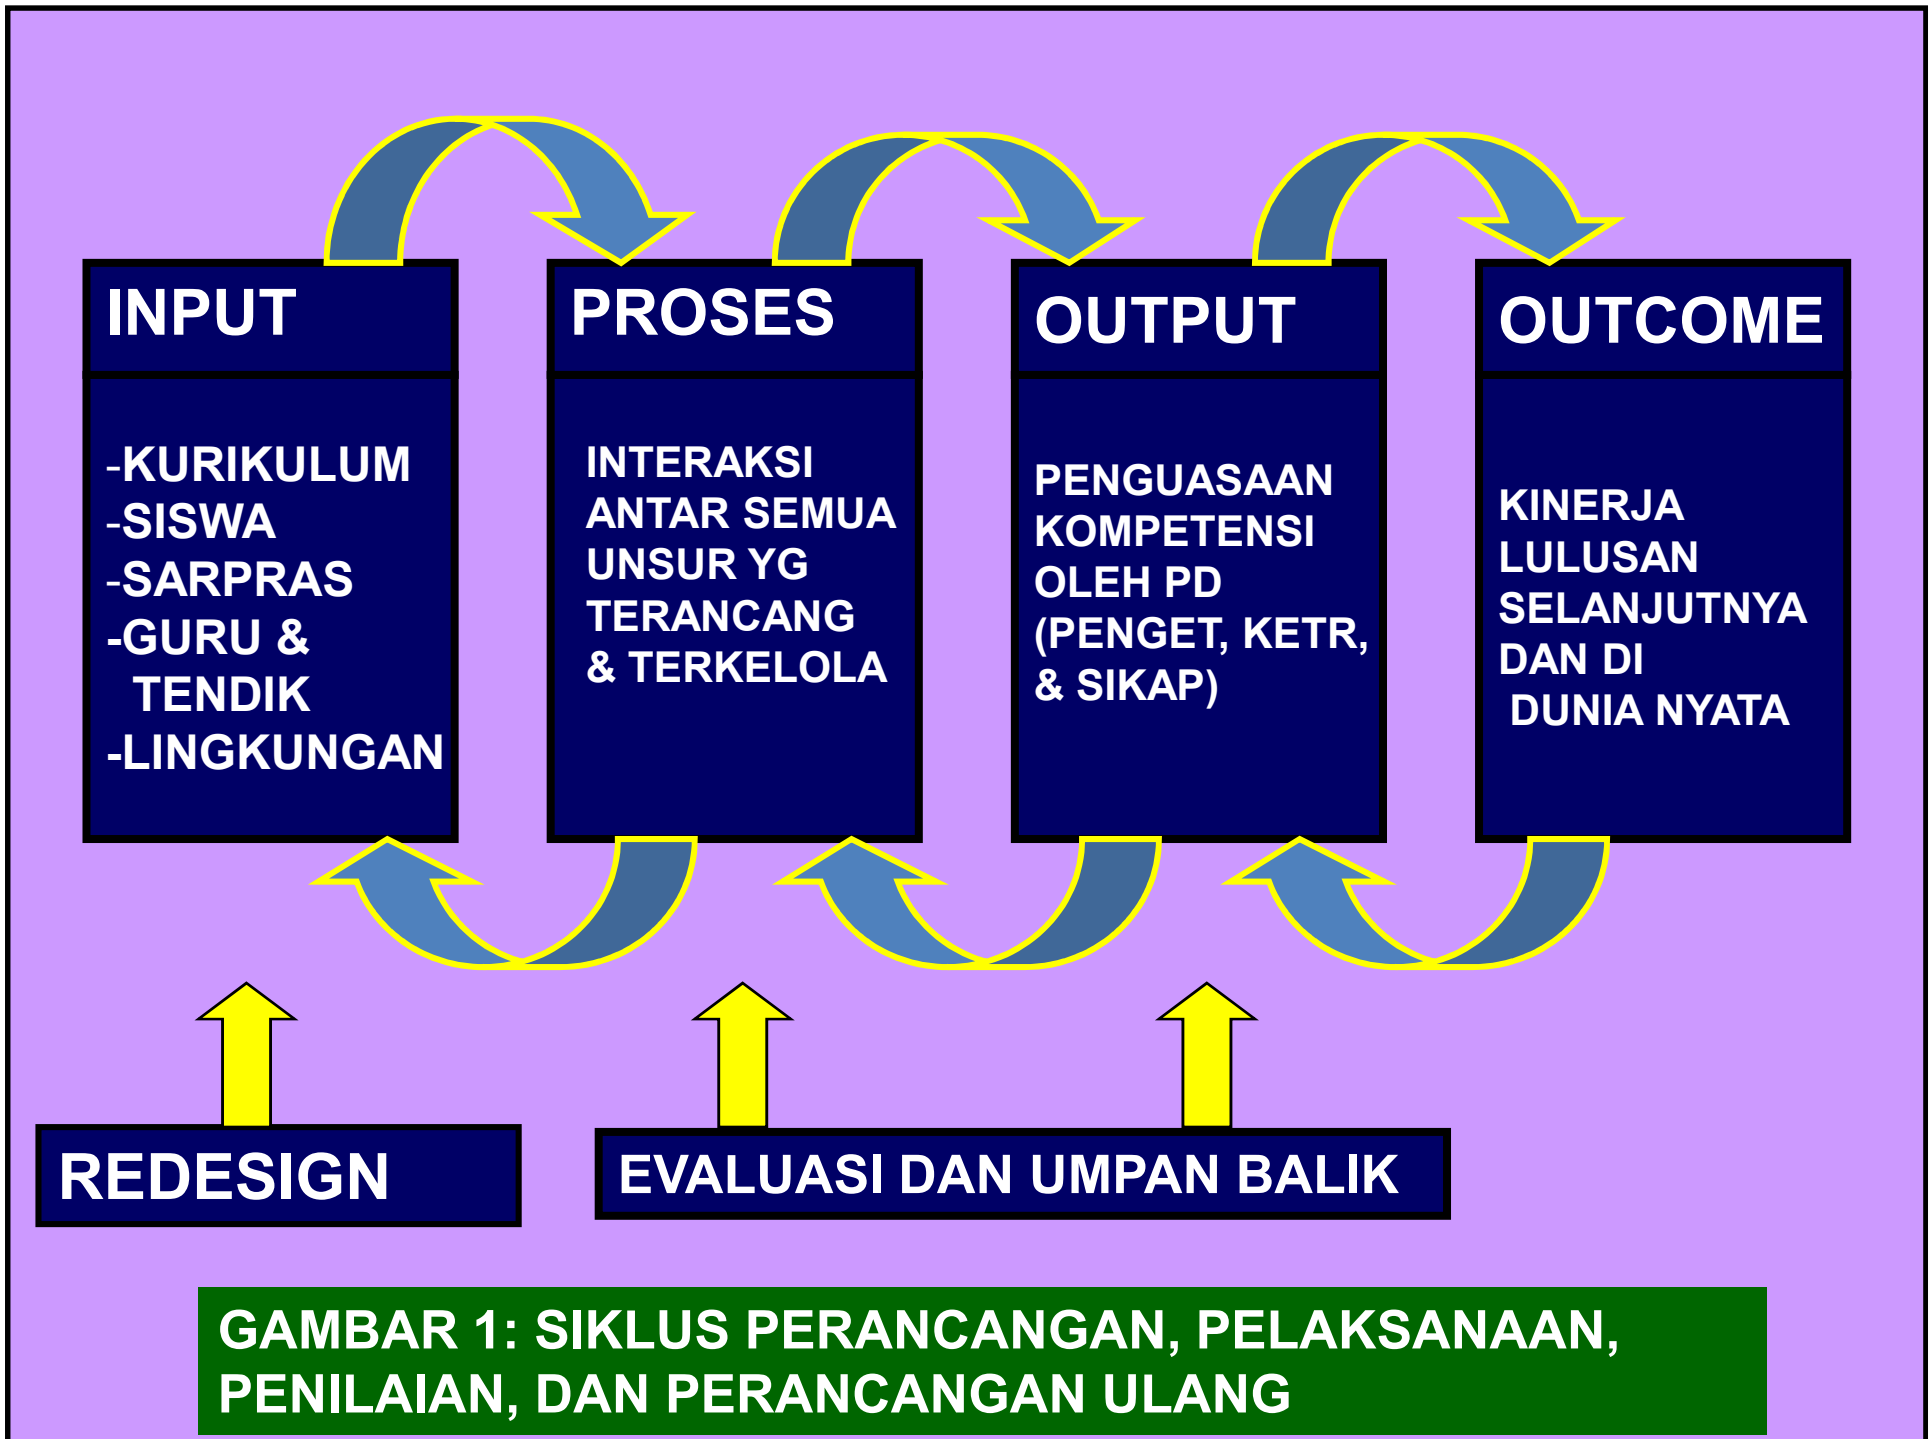 INPUT
-KURIKULUM
-SISWA
-SARPRAS
-GURU &
TENDIK
-LINGKUNGAN
PROSES
INTERAKSI
ANTAR SEMUA
UNSUR YG
TERANCANG
& TERKELOLA
OUTPUT
PENGUASAAN
KOMPETENSI
OLEH PD
(PENGET, KETR,
& SIKAP)
OUTCOME
KINERJA
LULUSAN
SELANJUTNYA
DAN DI
DUNIA NYATA
REDESIGN
EVALUASI DAN UMPAN BALIK
GAMBAR 1: SIKLUS PERANCANGAN, PELAKSANAAN,
PENILAIAN, DAN PERANCANGAN ULANG